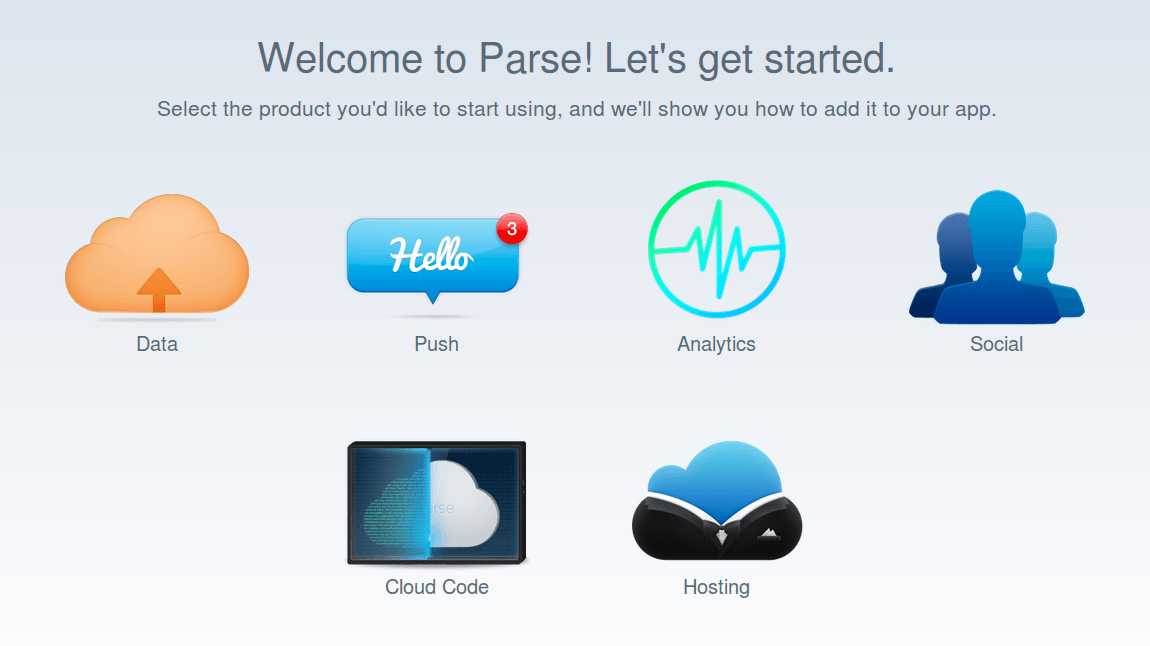 Welcome to Parse! Let's get started.
Select the product you'd like to start using, and we'll show you how to add it to your app.
Hello
3
Data
Push
Analytics
Social
rse
Cloud Code
Hosting